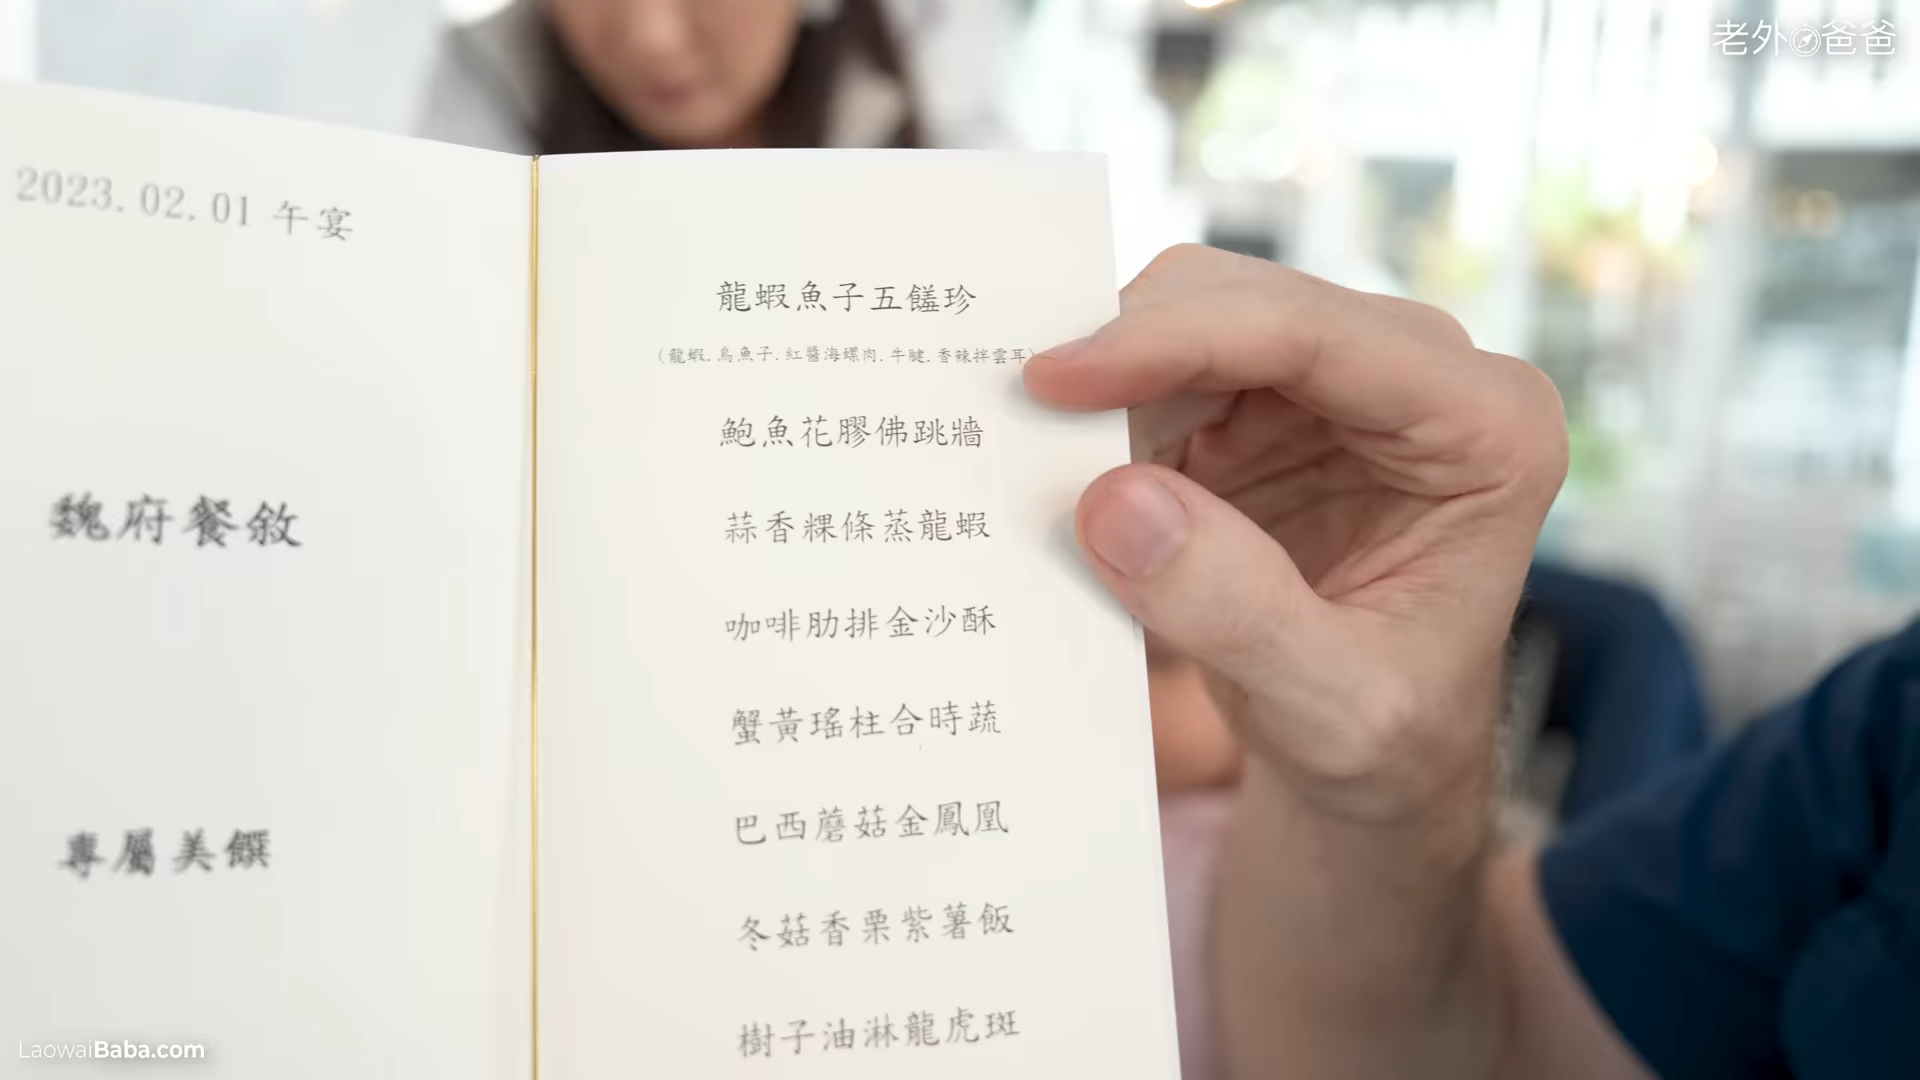 老外爸爸
2023.02.01 午宴
魏府餐敘
專屬美饌
龍蝦魚子五饈珍
(龍蝦.烏魚子.紅醬海螺肉.牛腱.香辣拌雲耳)
鮑魚花膠佛跳牆
蒜香粿條蒸龍蝦
咖啡肋排金沙酥
蟹黃瑤柱合時蔬
巴西蘑菇金鳳凰
冬菇香栗紫薯飯
樹子油淋龍虎斑
LaowaiBaba.com